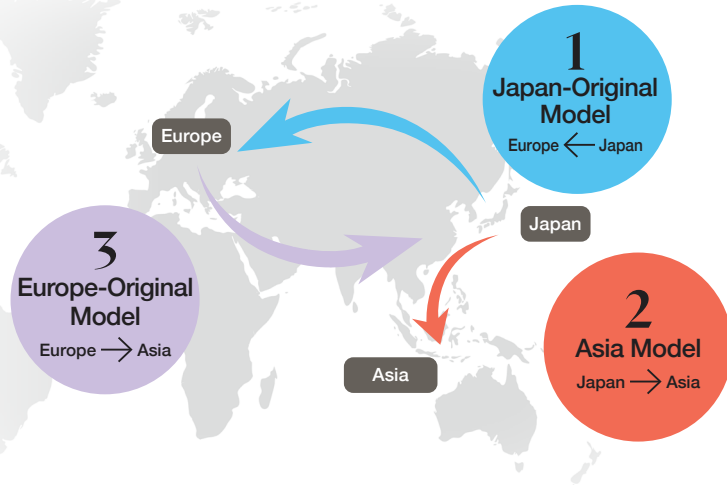 1
Japan-Original
Model
Europe ← Japan
Europe
Japan
3
Europe-Original
Model
Europe → Asia
2
Asia Model
Japan → Asia
Asia